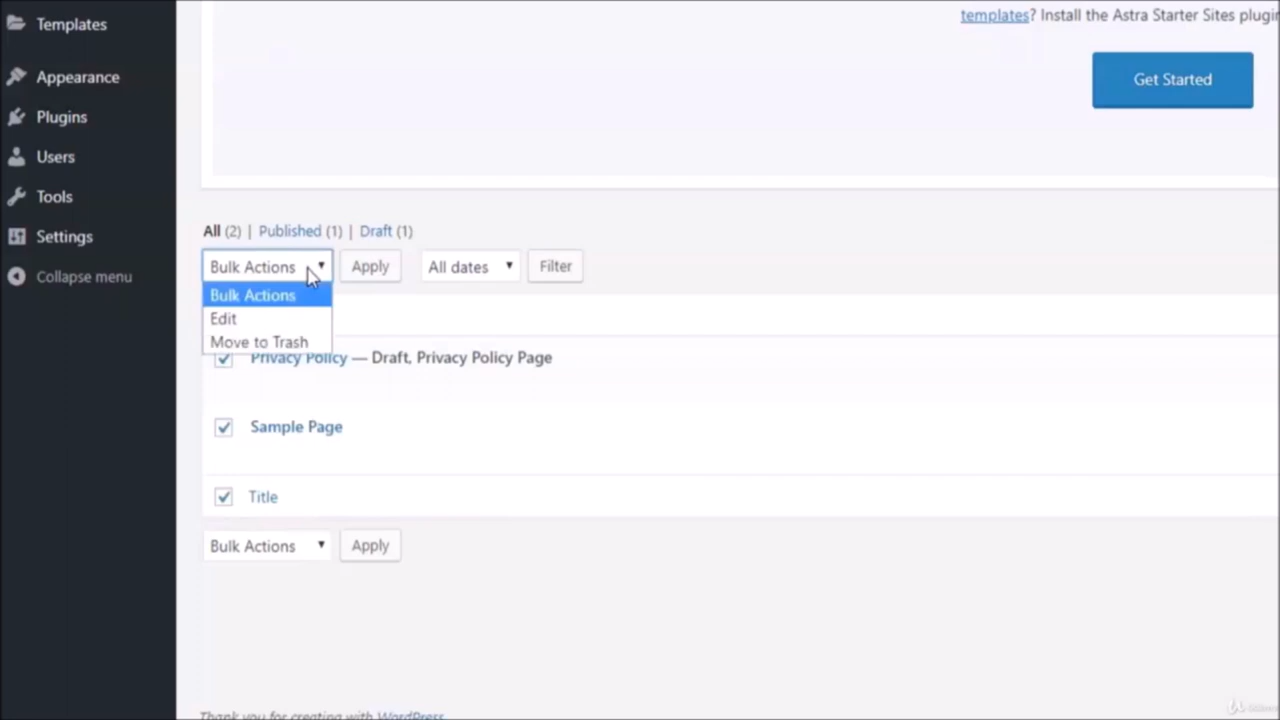 Templates
templates? Install the Astra Starter Sites
Appearance
Get Started
Plugins
Users
Tools
Settings
Collapse menu
All (2) | Published (1) | Draft (1)
Bulk Actions Apply All dates Filter
Bulk Actions
Edit
Move to Trash
Privacy Policy — Draft, Privacy Policy Page
Sample Page
Title
Bulk Actions Apply
Thank you for creating with WordPress